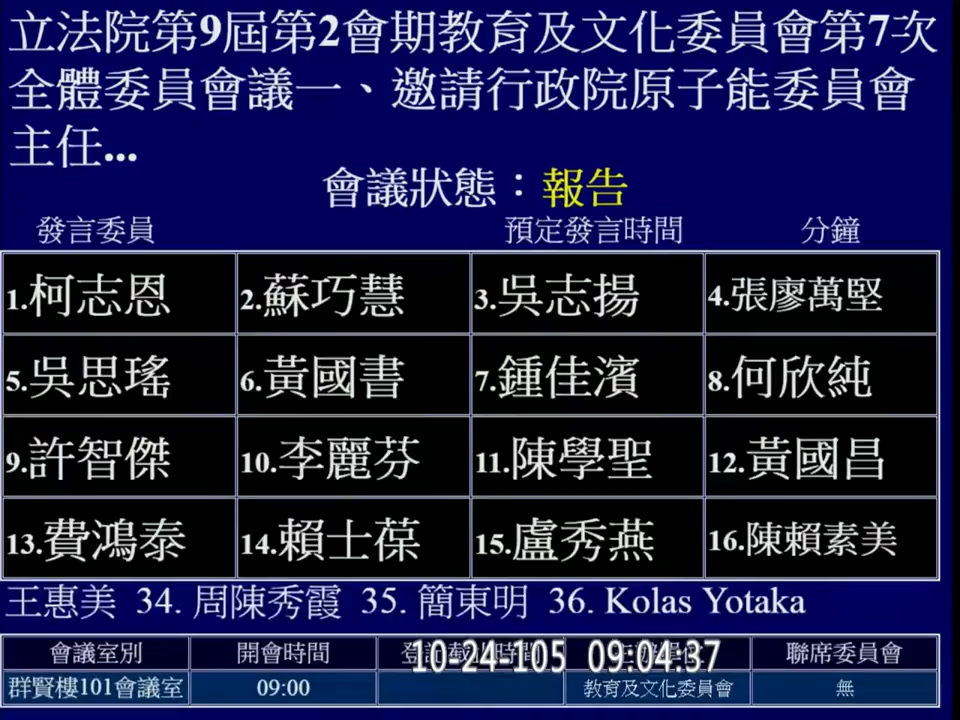 立法院第9屆第2會期教育及文化委員會第7次
全體委員會議一、邀請行政院原子能委員會
主任...
會議狀態：報告
發言委員 預定發言時間 分鐘
1.柯志恩 2.蘇巧慧 3.吳志揚 4.張廖萬堅
5.吳思瑤 6.黃國書 7.鍾佳濱 8.何欣純
9.許智傑 10.李麗芬 11.陳學聖 12.黃國昌
13.費鴻泰 14.賴士葆 15.盧秀燕 16.陳賴素美
王惠美 34. 周陳秀霞 35. 簡東明 36. Kolas Yotaka
會議室別 開會時間 聯席委員會
10-24-105 09:04:37
群賢樓101會議室 09:00 教育及文化委員會 無